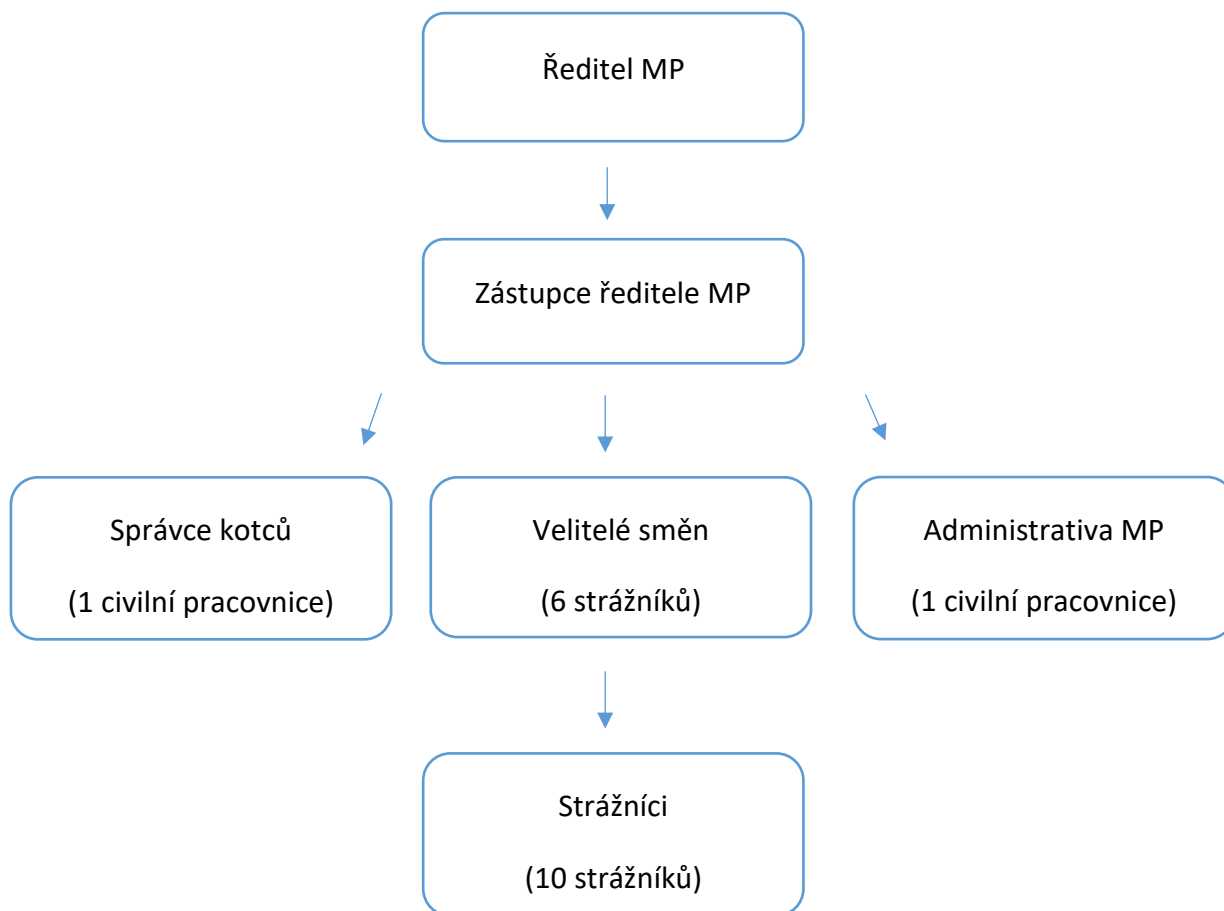 Ředitel MP
Zástupce ředitele MP
Správce kotců
(1 civilní pracovnice)
Velitelé směn
(6 strážníků)
Administrativa MP
(1 civilní pracovnice)
Strážníci
(10 strážníků)